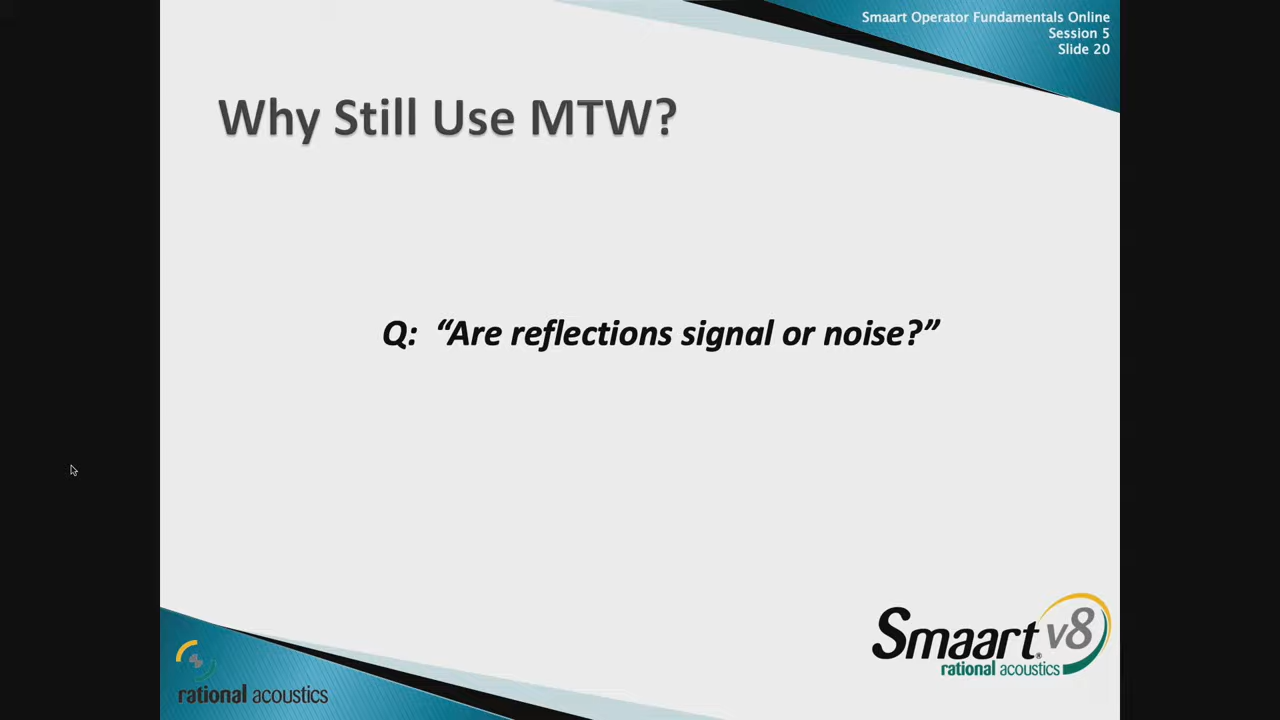 Smaart Operator Fundamentals Online
Session 5
Slide 20
Why Still Use MTW?
Q: “Are reflections signal or noise?”
Smaart® v8
rational acoustics
rational acoustics